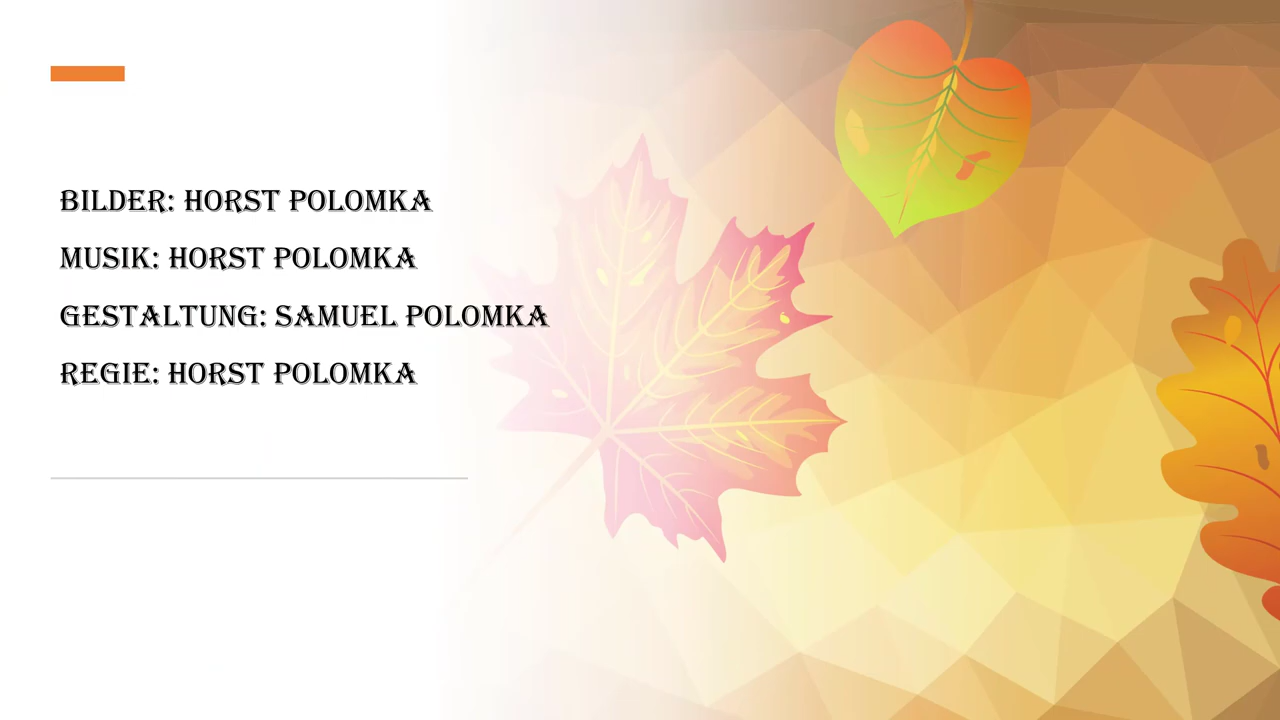 BILDER: HORST POLOMKA
MUSIK: HORST POLOMKA
GESTALTUNG: SAMUEL POLOMKA
REGIE: HORST POLOMKA